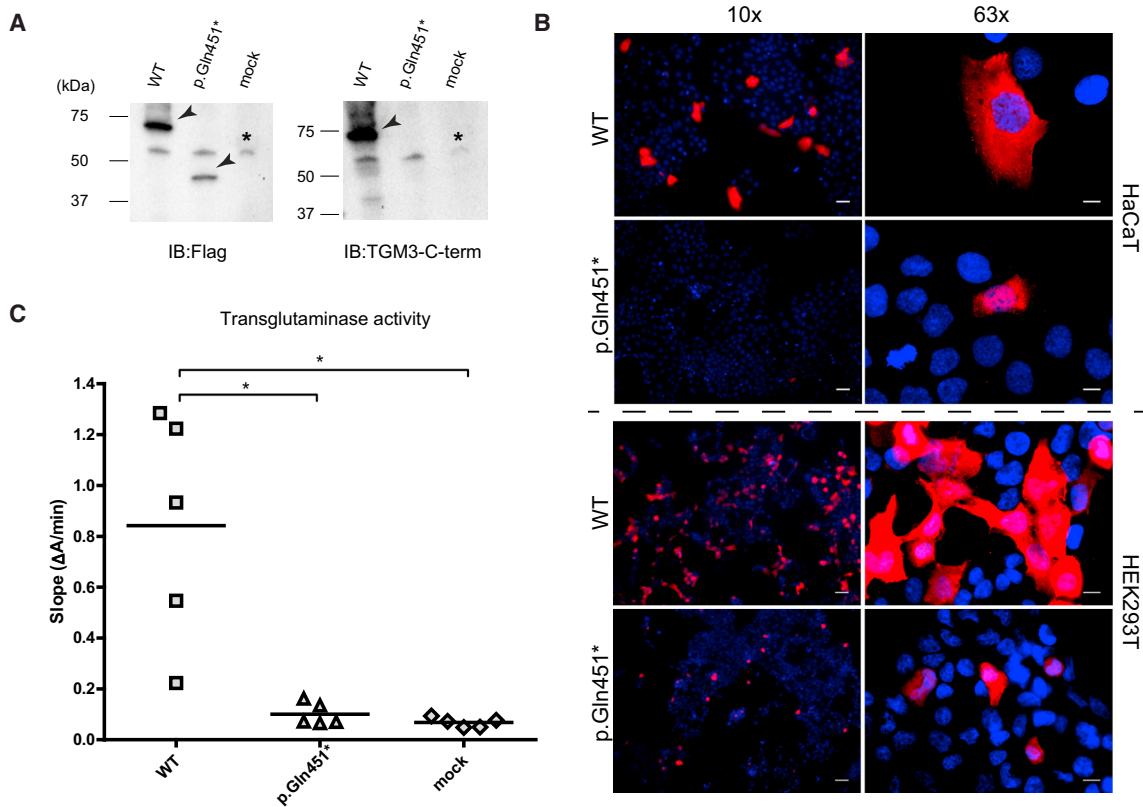 A
WT
p.Gln451*
mock
WT
p.Gln451*
mock
(kDa)
75
50
37
*
75
50
37
*
IB:Flag
IB:TGM3-C-term
B
10x
63x
WT
p.Gln451*
HaCaT
WT
p.Gln451*
HEK293T
C
Transglutaminase activity
*
*
Slope (ΔA/min)
1.4
1.2
1.0
0.8
0.6
0.4
0.2
0.0
WT
p.Gln451*
mock